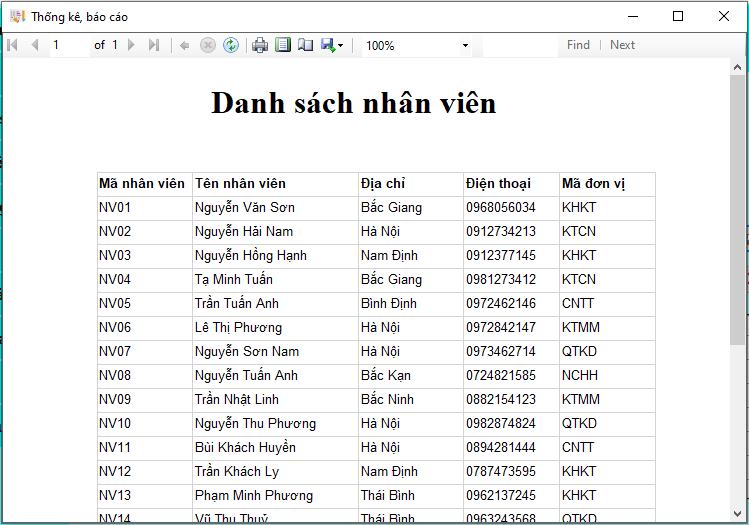 Thống kê, báo cáo
1 of 1 100% Find | Next
Danh sách nhân viên
Mã nhân viên Tên nhân viên Địa chỉ Điện thoại Mã đơn vị
NV01 Nguyễn Văn Sơn Bắc Giang 0968056034 KHKT
NV02 Nguyễn Hải Nam Hà Nội 0912734213 KTCN
NV03 Nguyễn Hồng Hạnh Nam Định 0912377145 KHKT
NV04 Tạ Minh Tuấn Bắc Giang 0981273412 KTCN
NV05 Trần Tuấn Anh Bình Định 0972462146 CNTT
NV06 Lê Thị Phương Hà Nội 0972842147 KTMM
NV07 Nguyễn Sơn Nam Hà Nội 0973462714 QTKD
NV08 Nguyễn Tuấn Anh Bắc Kạn 0724821585 NCHH
NV09 Trần Nhật Linh Bắc Ninh 0882154123 KTMM
NV10 Nguyễn Thu Phương Hà Nội 0982874824 QTKD
NV11 Bùi Khách Huyền Hà Nội 0894281444 CNTT
NV12 Trần Khách Ly Nam Định 0787473595 KHKT
NV13 Phạm Minh Phương Thái Bình 0962137245 KHKT
NV14 Vũ Thu Thuỷ Thái Bình 0963243568 QTKD